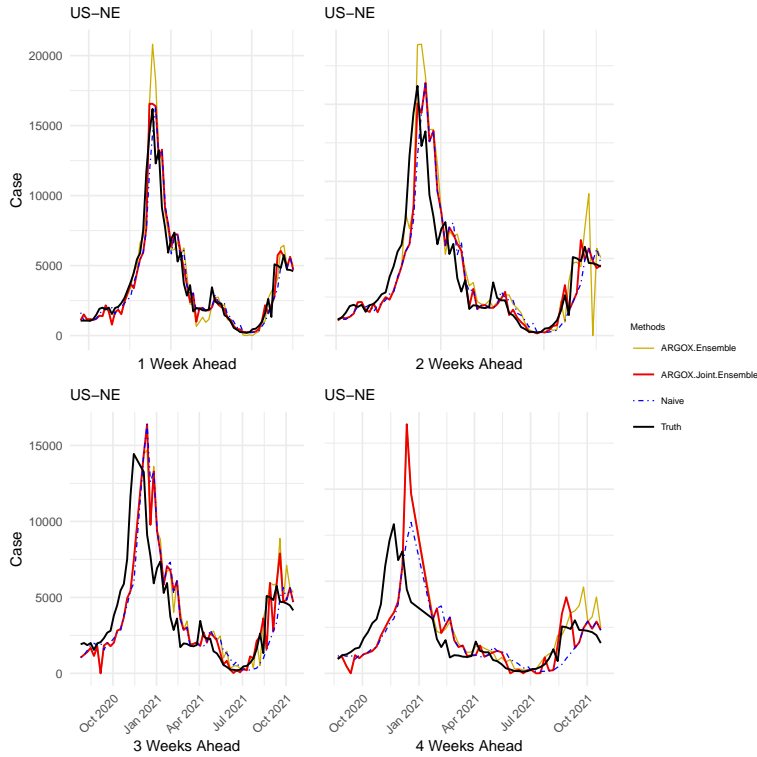 US−NE
US−NE
20000
15000
10000
5000
0
Case
1 Week Ahead
2 Weeks Ahead
Methods
ARGOX.Ensemble
ARGOX.Joint.Ensemble
Naive
Truth
US−NE
US−NE
15000
10000
5000
0
Case
Oct 2020
Jan 2021
Apr 2021
Jul 2021
Oct 2021
Oct 2020
Jan 2021
Apr 2021
Jul 2021
Oct 2021
3 Weeks Ahead
4 Weeks Ahead